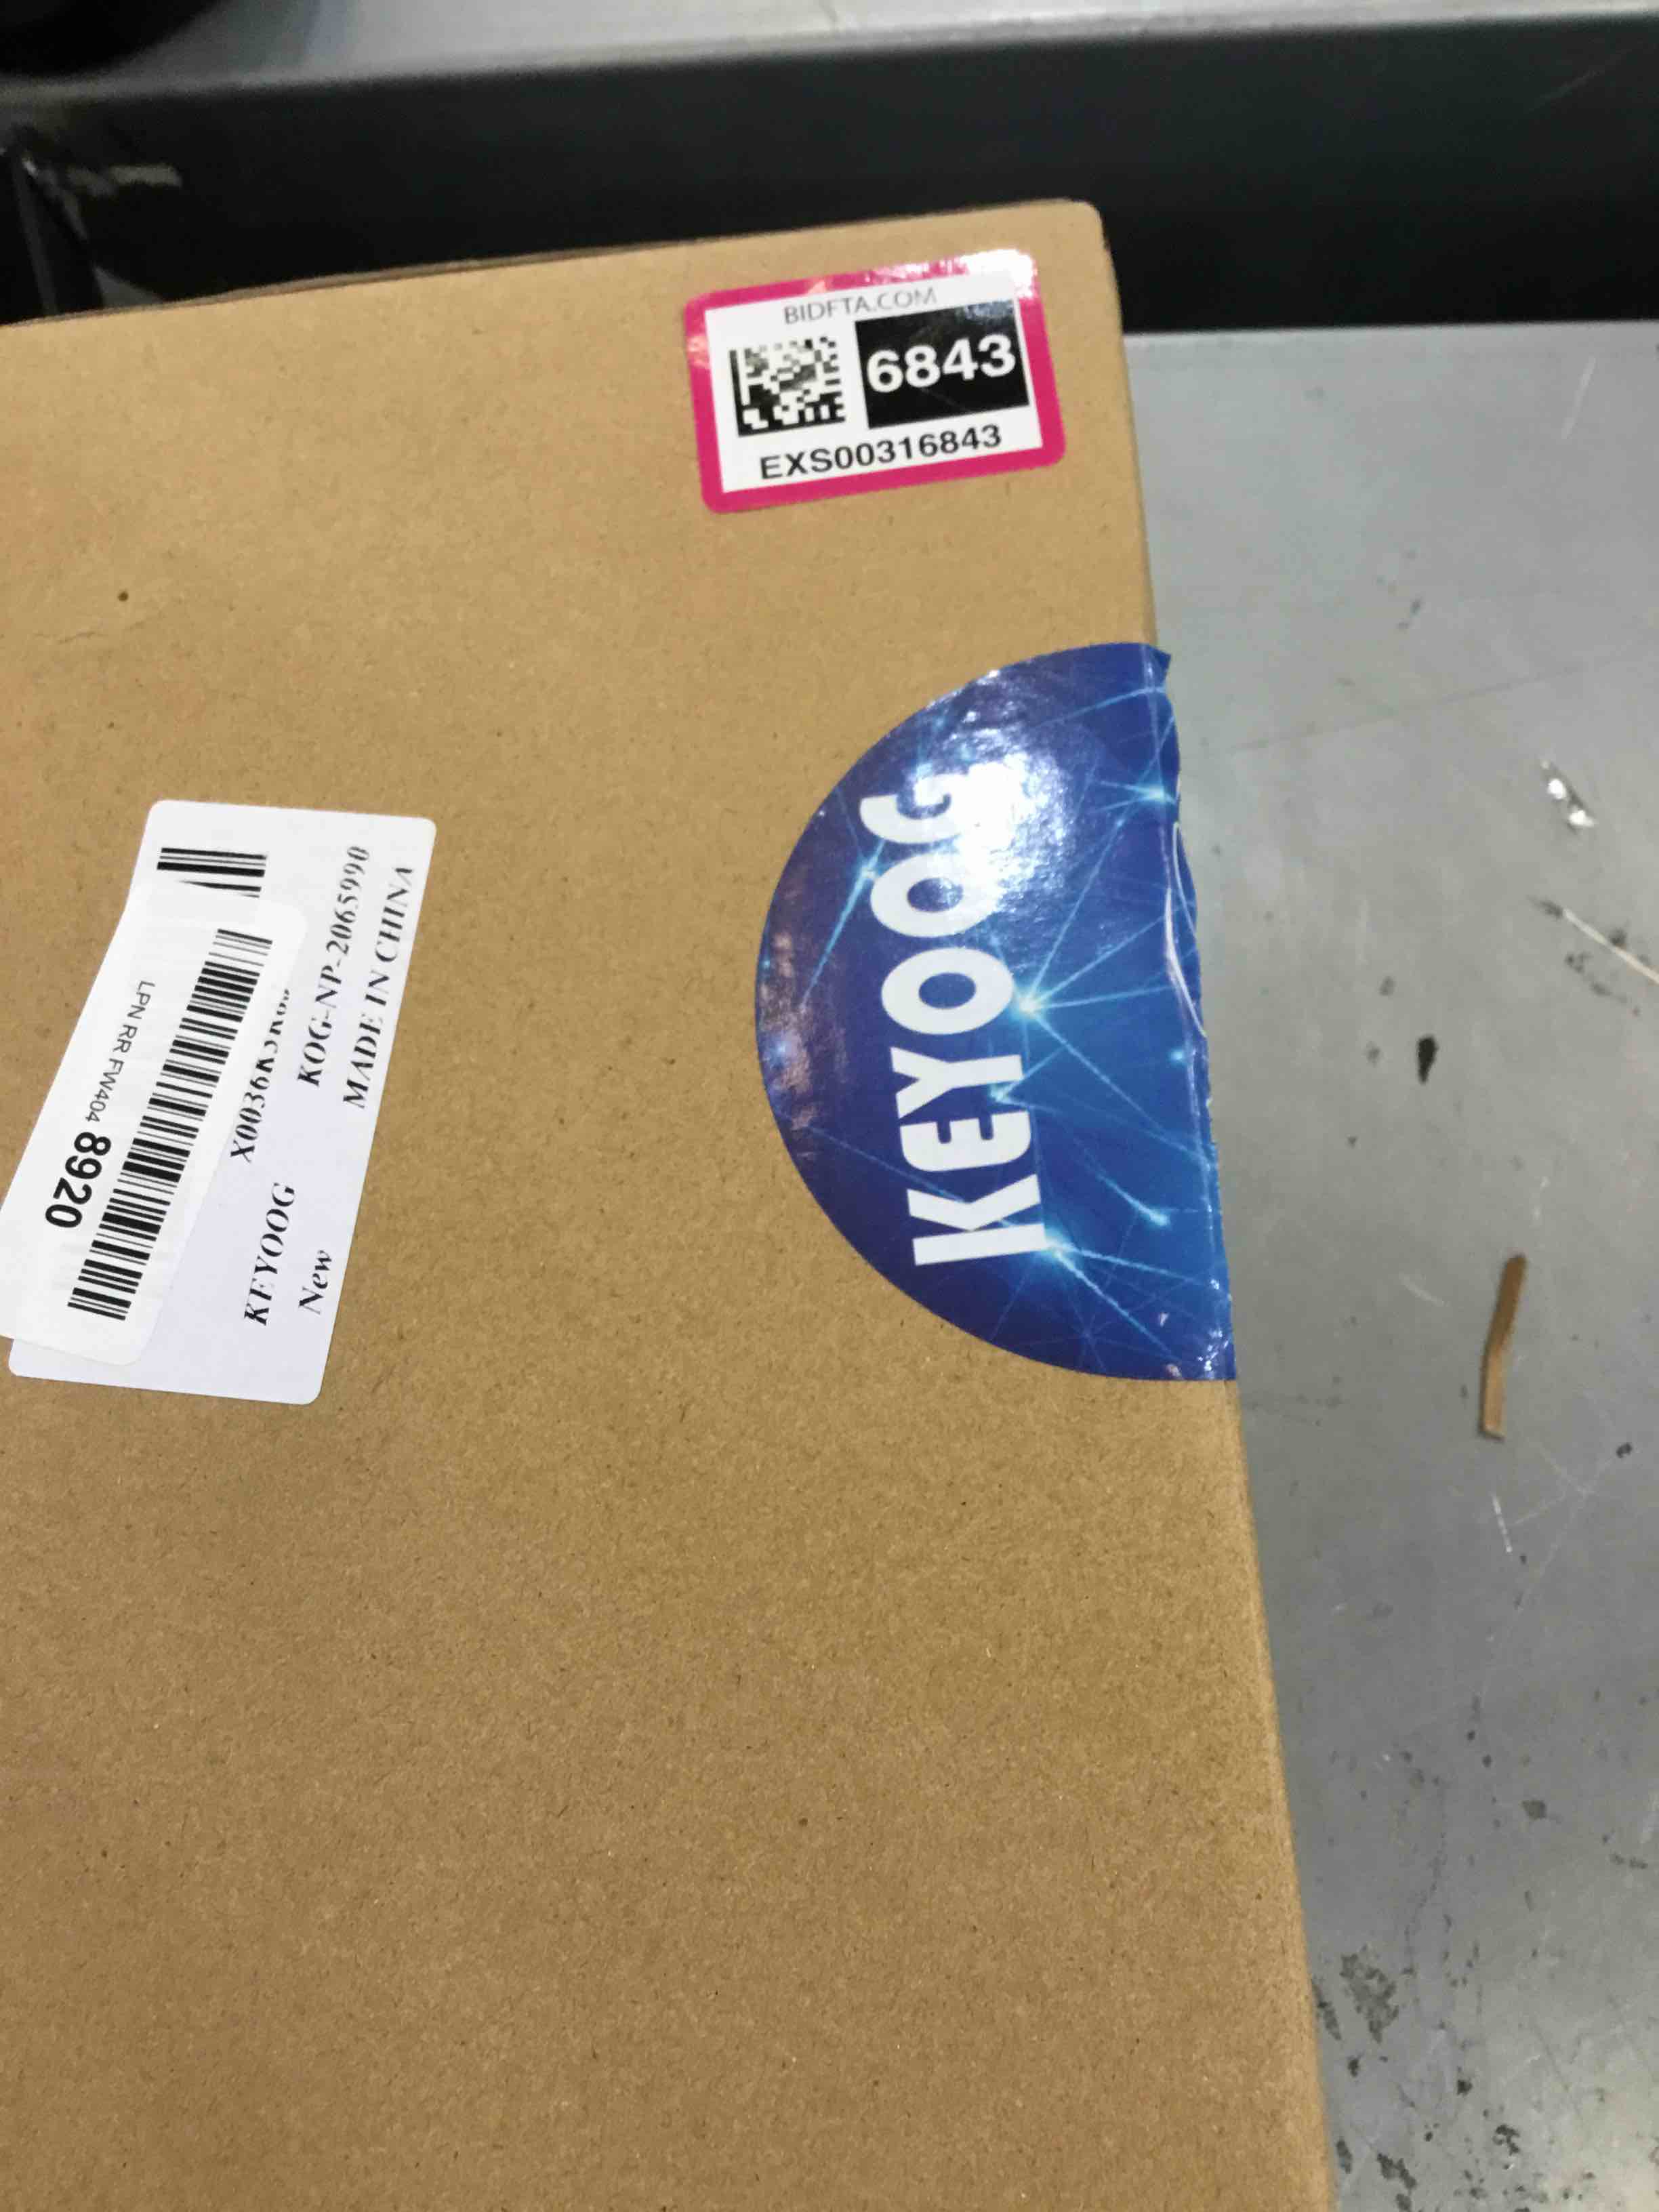 BIDFTA.COM
6843
EXS00316843
KEYOOG
LPN RR FW404 8920
KEYOOG
New
KOG-NP-2065990
MADE IN CHINA